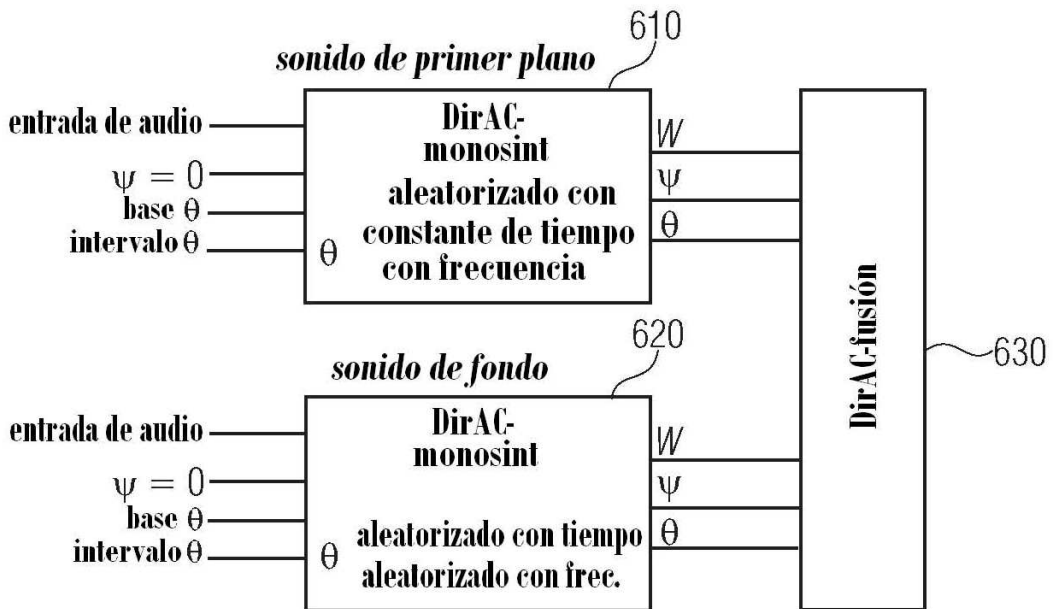 610
sonido de primer plano
entrada de audio
ψ = 0
base θ
intervalo θ
θ
DirAC-
monosint
aleatorizado con
constante de tiempo
con frecuencia
W
ψ
θ
620
sonido de fondo
entrada de audio
ψ = 0
base θ
intervalo θ
θ
DirAC-
monosint
aleatorizado con tiempo
aleatorizado con frec.
W
ψ
θ
DirAC-fusión
630